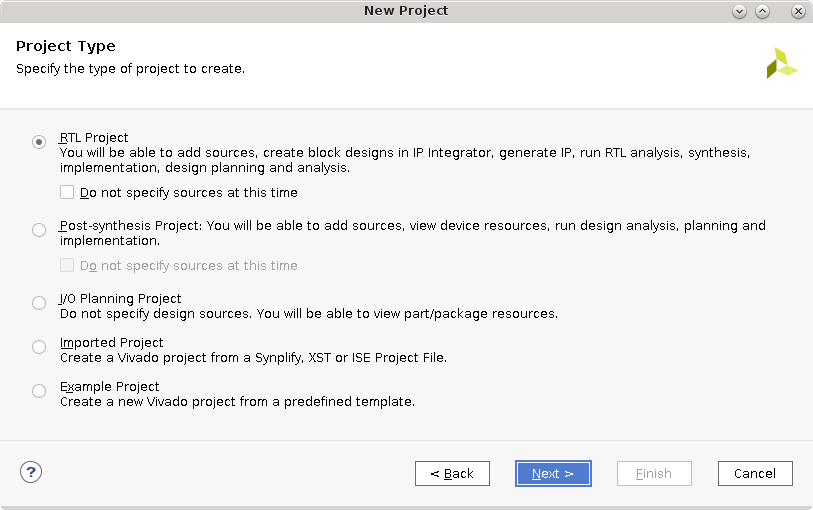 New Project
Project Type
Specify the type of project to create.
RTL Project
You will be able to add sources, create block designs in IP Integrator, generate IP, run RTL analysis, synthesis,
implementation, design planning and analysis.
Do not specify sources at this time
Post-synthesis Project: You will be able to add sources, view device resources, run design analysis, planning and
implementation.
Do not specify sources at this time
I/O Planning Project
Do not specify design sources. You will be able to view part/package resources.
Imported Project
Create a Vivado project from a Synplify, XST or ISE Project File.
Example Project
Create a new Vivado project from a predefined template.
? < Back Next > Finish Cancel